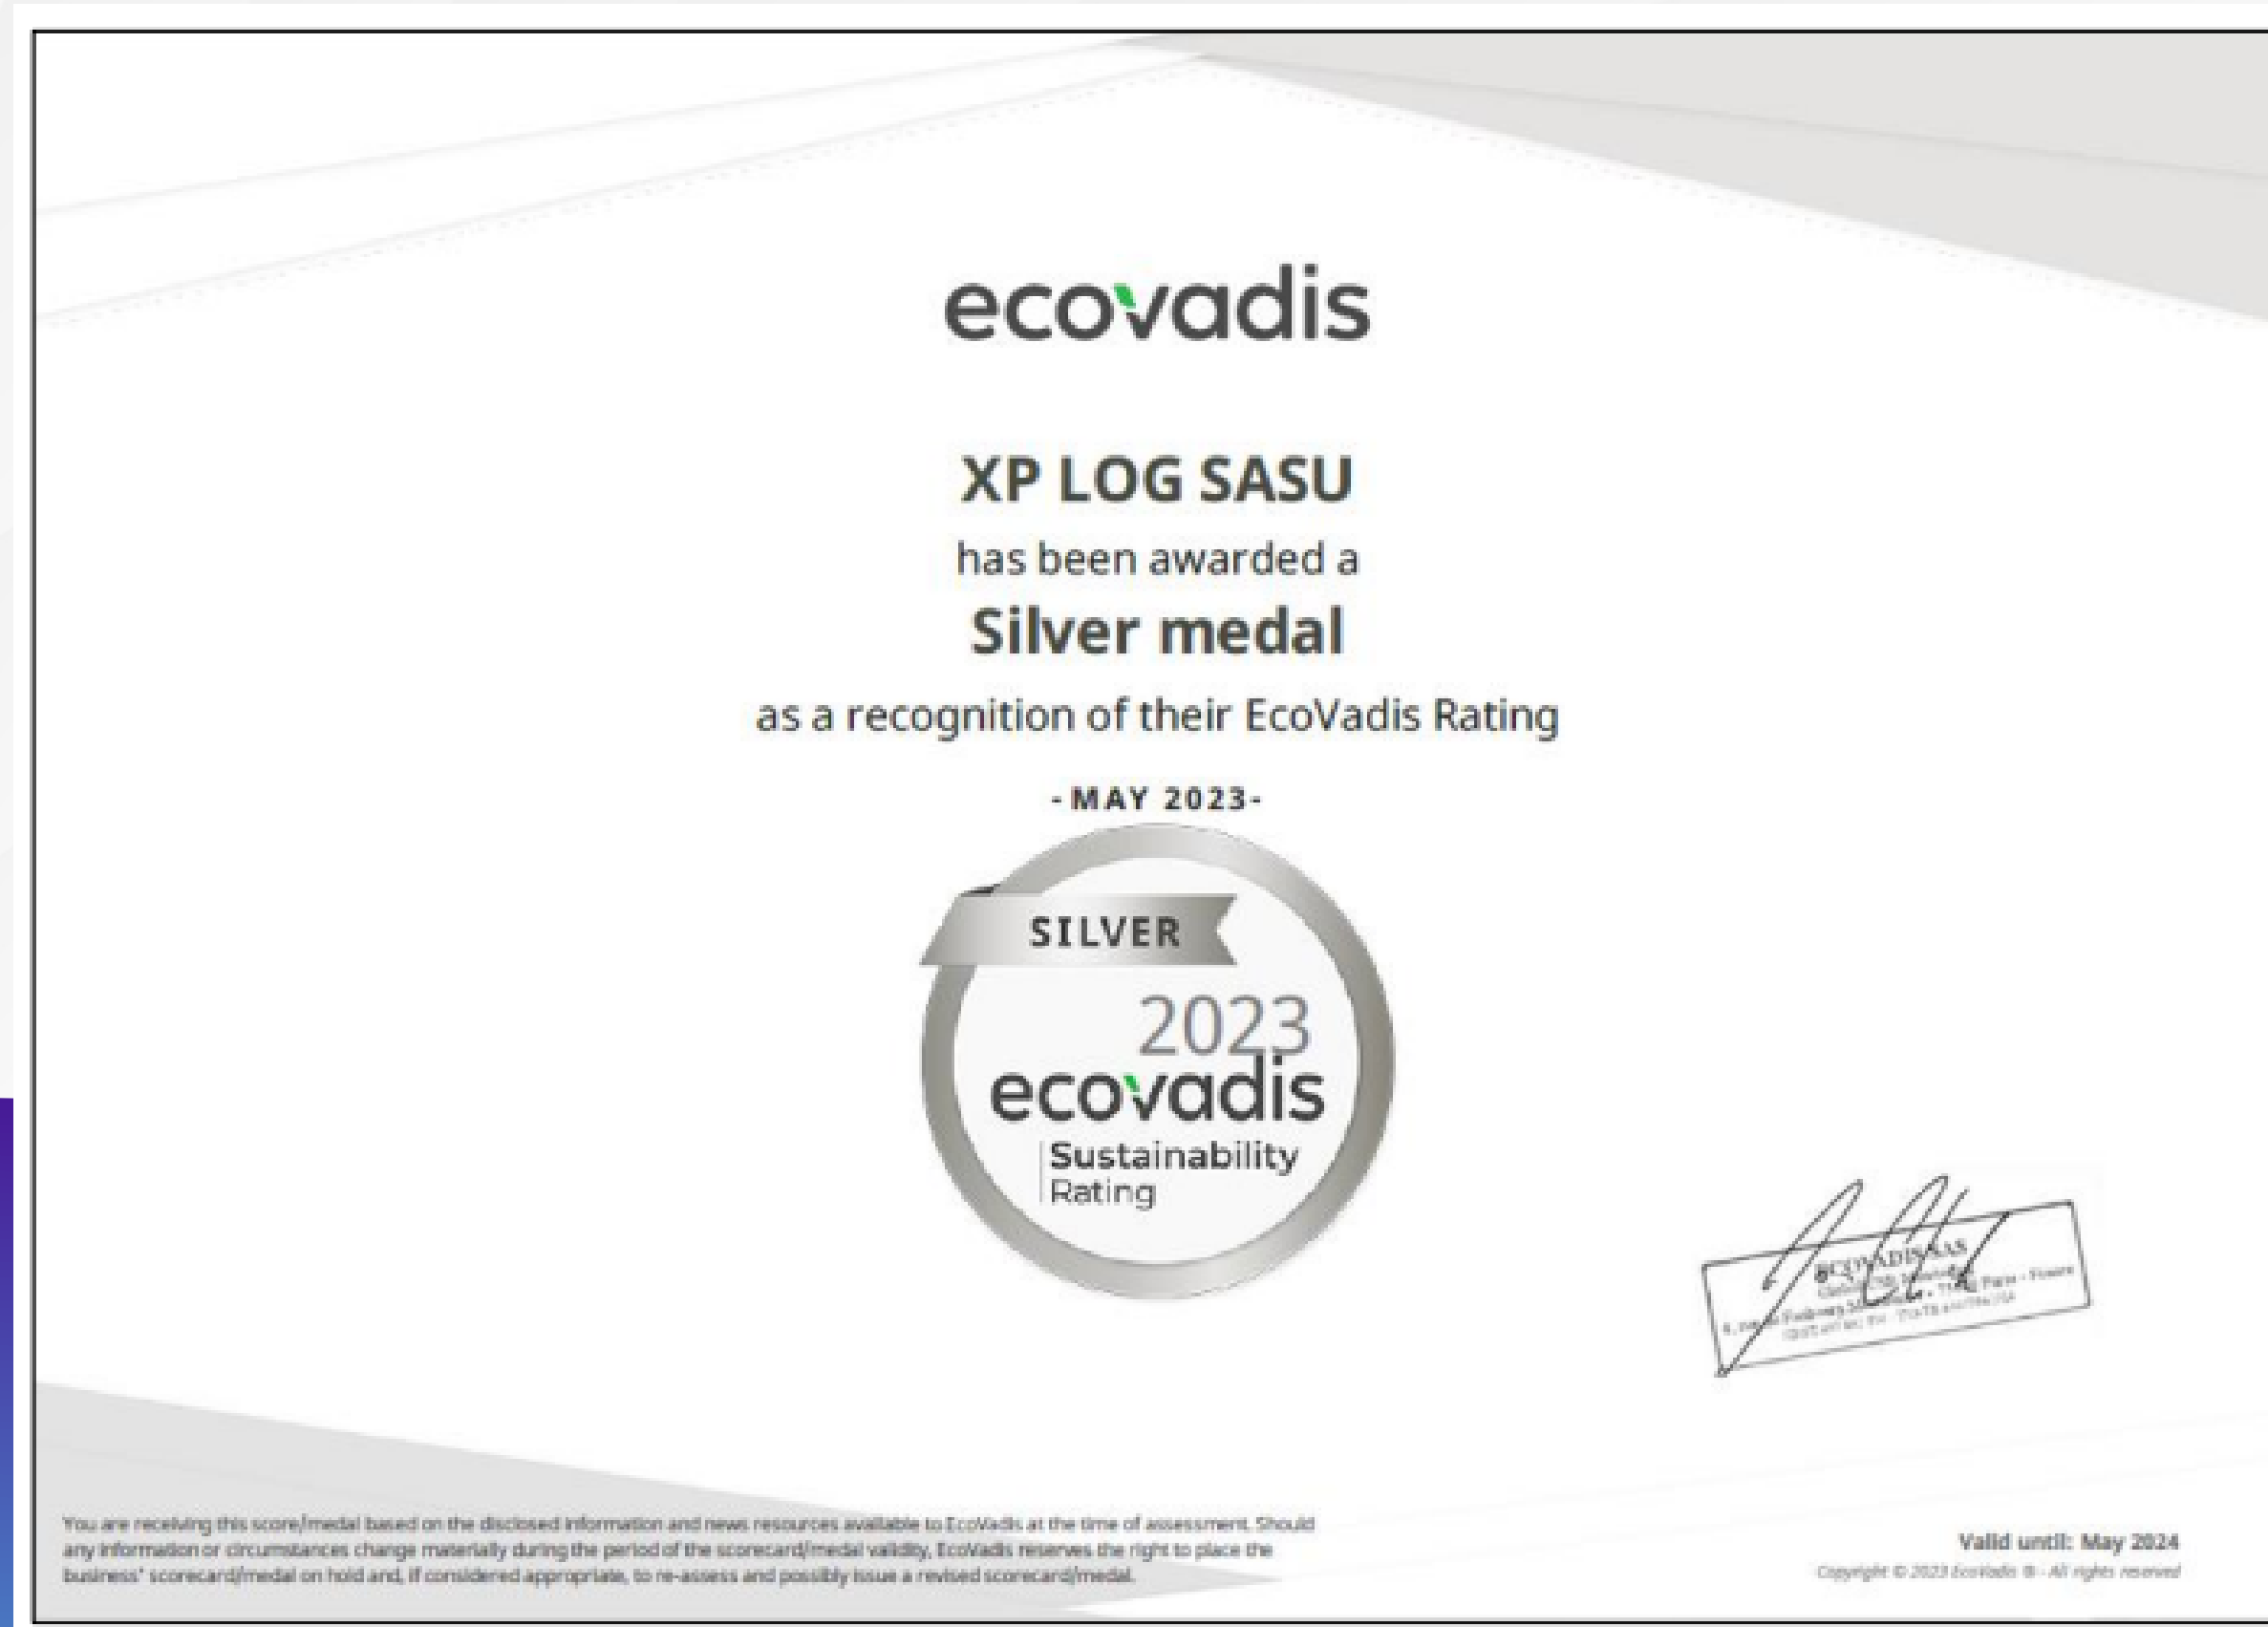 ecovadis
XP LOG SASU
has been awarded a
Silver medal
as a recognition of their EcoVadis Rating
- MAY 2023-
SILVER
2023
ecovadis
Sustainability
Rating
ECOVADIS SAS
Paris - France
You are receiving this score/medal based on the disclosed information and news resources available to EcoVadis at the time of assessment. Should
any information or circumstances change materially during the period of the scorecard/medal validity, EcoVadis reserves the right to place the
business' scorecard/medal on hold and, if considered appropriate, to re-assess and possibly issue a revised scorecard/medal.
Valid until: May 2024
Copyright © 2023 EcoVadis ® - All rights reserved